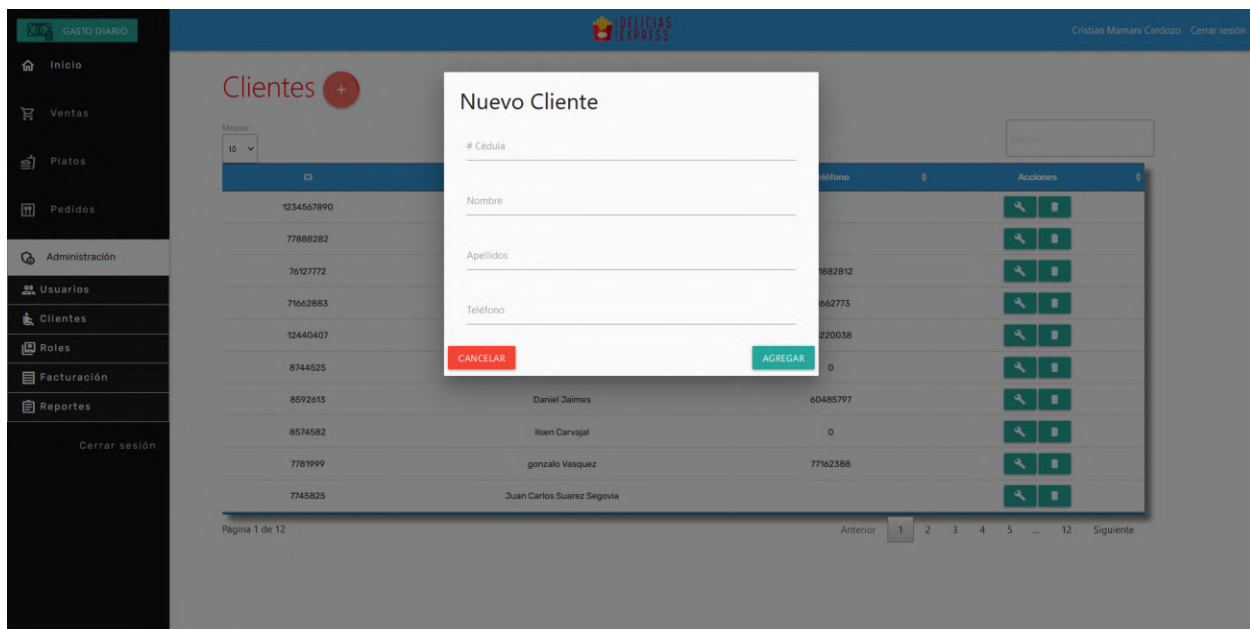 GASTO DIARIO
DELICIAS
EXPRESS
Cristian Mamani Cardozo Cerrar sesión
Inicio
Ventas
Platos
Pedidos
Administración
Usuarios
Clientes
Roles
Facturación
Reportes
Cerrar sesión
Clientes +
Mostrar
10
Buscar...
Ci
eléfono
Acciones
1234567890
77888282
76127772
1882812
71662883
662773
12440407
220038
8744525
0
8592613 Daniel Jaimes 60485797
8574582 Ilsen Carvajal 0
7781999 gonzalo Vasquez 77162388
7745825 Juan Carlos Suarez Segovia
Página 1 de 12
Anterior 1 2 3 4 5 ... 12 Siguiente
Nuevo Cliente
# Cédula
Nombre
Apellidos
Teléfono
CANCELAR
AGREGAR